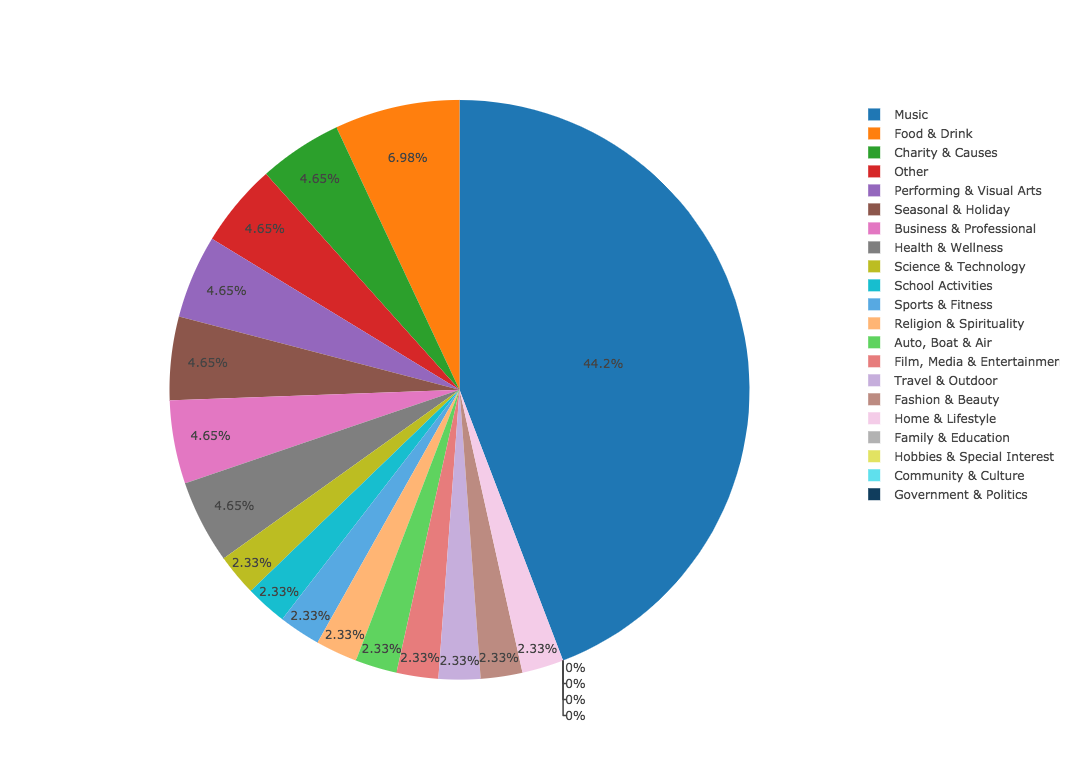 6.98%
4.65%
4.65%
4.65%
4.65%
4.65%
4.65%
2.33%
2.33%
2.33%
2.33%
2.33%
2.33%
2.33%
2.33%
2.33%
44.2%
0%
0%
0%
0%
Music
Food & Drink
Charity & Causes
Other
Performing & Visual Arts
Seasonal & Holiday
Business & Professional
Health & Wellness
Science & Technology
School Activities
Sports & Fitness
Religion & Spirituality
Auto, Boat & Air
Film, Media & Entertainmen
Travel & Outdoor
Fashion & Beauty
Home & Lifestyle
Family & Education
Hobbies & Special Interest
Community & Culture
Government & Politics